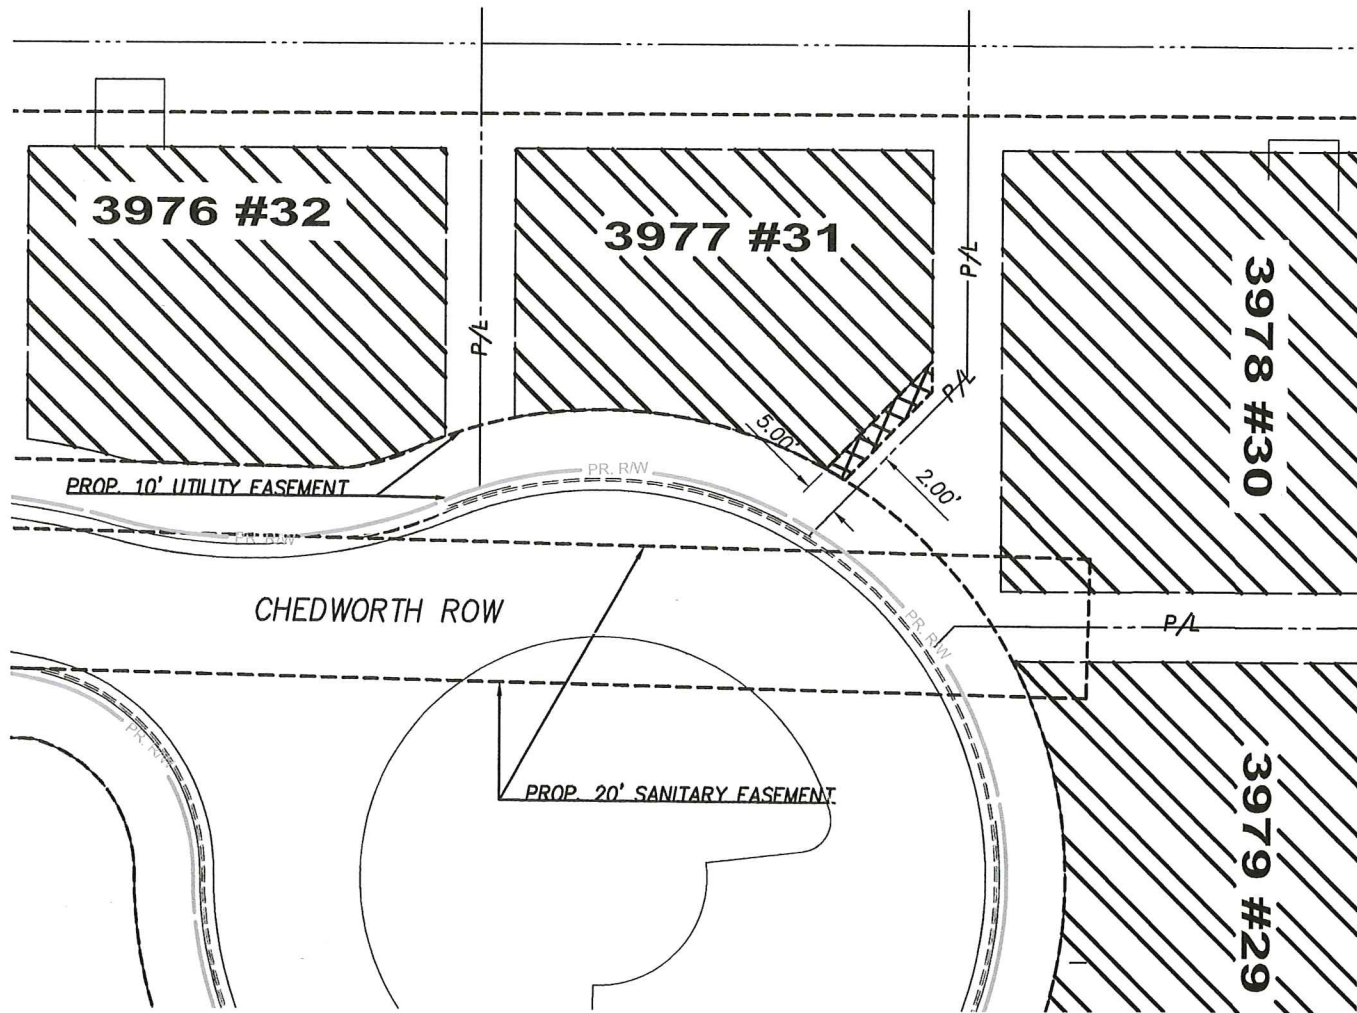 3976 #32
3977 #31
3978 #30
3979 #29
P/L
P/L
P/L
P/L
5.00'
2.00'
PR. R/W
PR. R/W
PR. R/W
PR. R/W
PROP. 10' UTILITY EASEMENT
CHEDWORTH ROW
PROP. 20' SANITARY EASEMENT